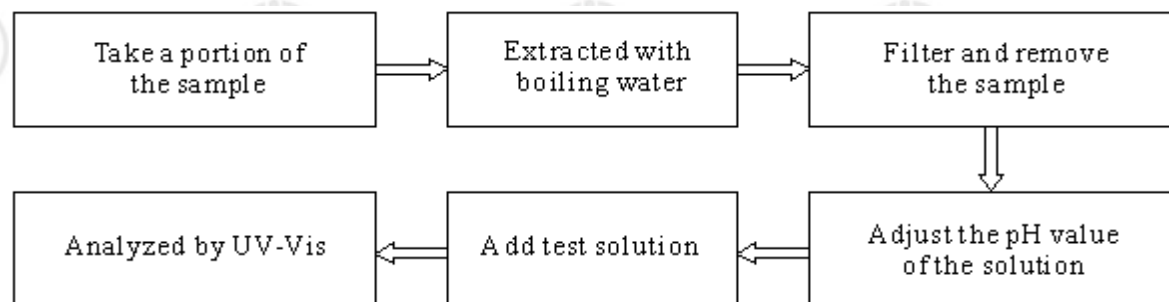 Take a portion of
the sample
Extracted with
boiling water
Filter and remove
the sample
Adjust the pH value
of the solution
Add test solution
Analyzed by UV-Vis